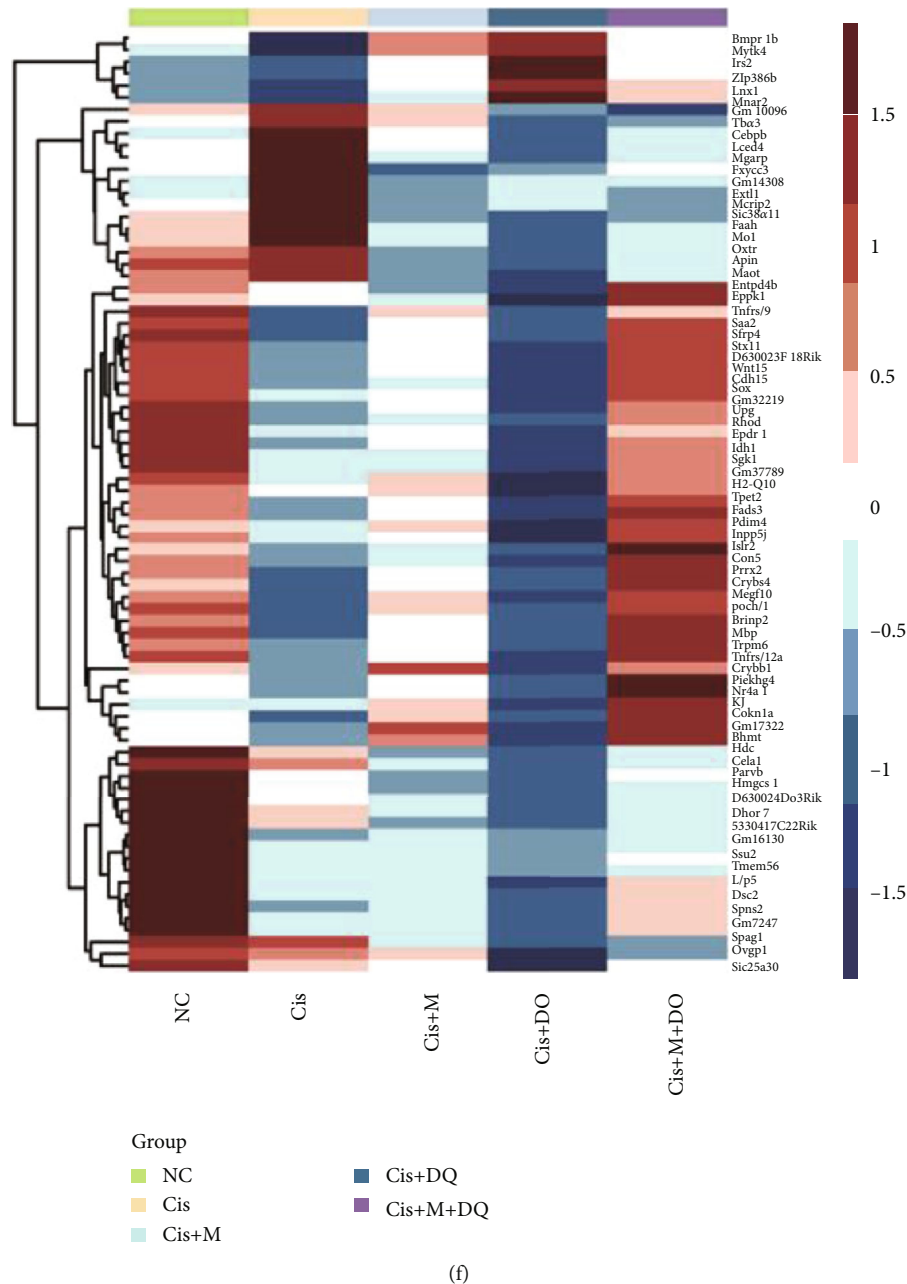 Bmpr 1b
Mytk4
Irs2
ZIp386b
Lnx1
Mnar2
Gm 10096
Tbα3
Cebpb
Lced4
Mgarp
Fxycc3
Gm14308
Extl1
Mcrip2
Sic38α11
Faah
Mo1
Oxtr
Apin
Maot
Entpd4b
Eppk1
Tnfrs/9
Saa2
Sfrp4
Stx11
D630023F 18Rik
Wnt15
Cdh15
Sox
Gm32219
Upg
Rhod
Epdr 1
Idh1
Sgk1
Gm37789
H2-Q10
Tpet2
Fads3
Pdim4
Inpp5j
Islr2
Con5
Prrx2
Crybs4
Megf10
poch/1
Brinp2
Mbp
Trpm6
Tnfrs/12a
Crybb1
Piekhg4
Nr4a 1
KJ
Cokn1a
Gm17322
Bhmt
Hdc
Cela1
Parvb
Hmgcs 1
D630024Do3Rik
Dhor 7
5330417C22Rik
Gm16130
Ssu2
Tmem56
L/p5
Dsc2
Spns2
Gm7247
Spag1
Ovgp1
Sic25a30
1.5
1
0.5
0
−0.5
−1
−1.5
NC
Cis
Cis+M
Cis+DO
Cis+M+DO
Group
NC
Cis
Cis+M
Cis+DQ
Cis+M+DQ
(f)